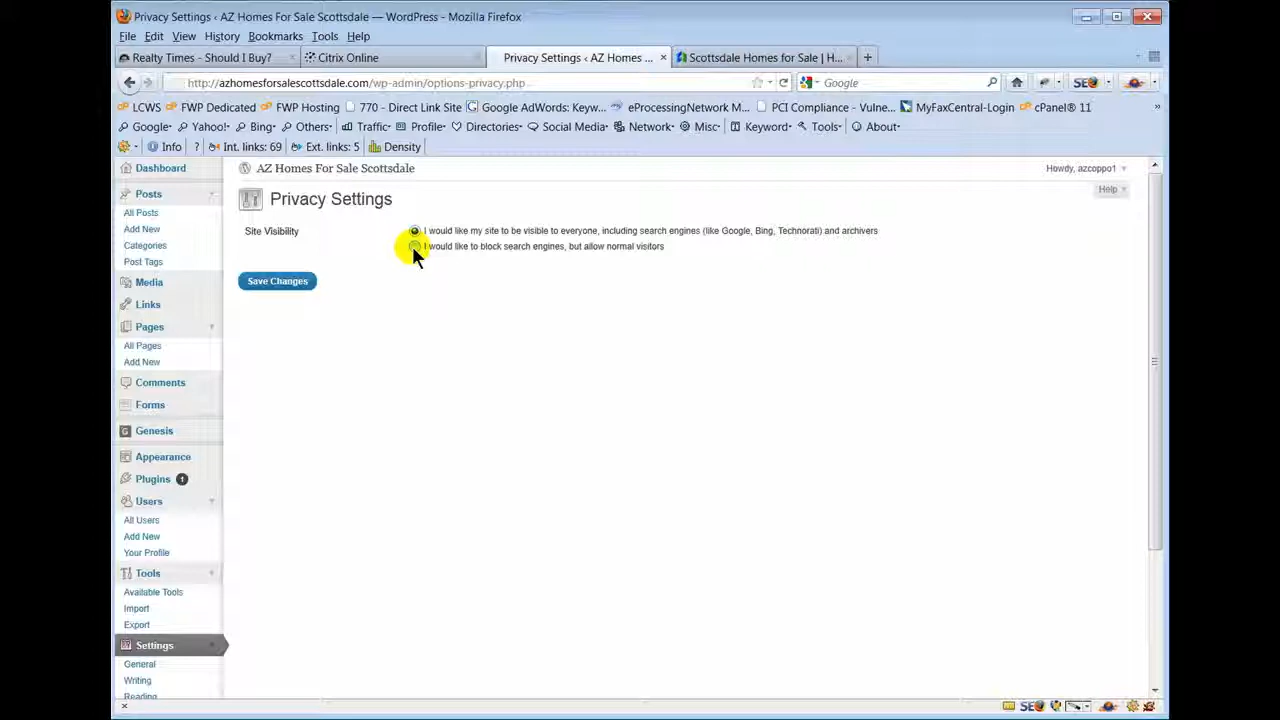 Privacy Settings ‹ AZ Homes For Sale Scottsdale — WordPress - Mozilla Firefox
File Edit View History Bookmarks Tools Help
Realty Times - Should I Buy? × Citrix Online Privacy Settings ‹ AZ Homes ... × Scottsdale Homes for Sale | H... +
http://azhomesforsalescottsdale.com/wp-admin/options-privacy.php Google
LCWS FWP Dedicated FWP Hosting 770 - Direct Link Site Google AdWords: Keyw... eProcessingNetwork M... PCI Compliance - Vulne... MyFaxCentral-Login cPanel® 11 »
Google Yahoo! Bing Others Traffic Profile Directories Social Media Network Misc Keyword Tools About
Info ? Int. links: 69 Ext. links: 5 Density
Dashboard
AZ Homes For Sale Scottsdale
Howdy, azcoppo1
Help
Privacy Settings
Site Visibility
I would like my site to be visible to everyone, including search engines (like Google, Bing, Technorati) and archivers
I would like to block search engines, but allow normal visitors
Save Changes
Posts
All Posts
Add New
Categories
Post Tags
Media
Links
Pages
All Pages
Add New
Comments
Forms
Genesis
Appearance
Plugins 1
Users
All Users
Add New
Your Profile
Tools
Available Tools
Import
Export
Settings
General
Writing
Reading
× SEO